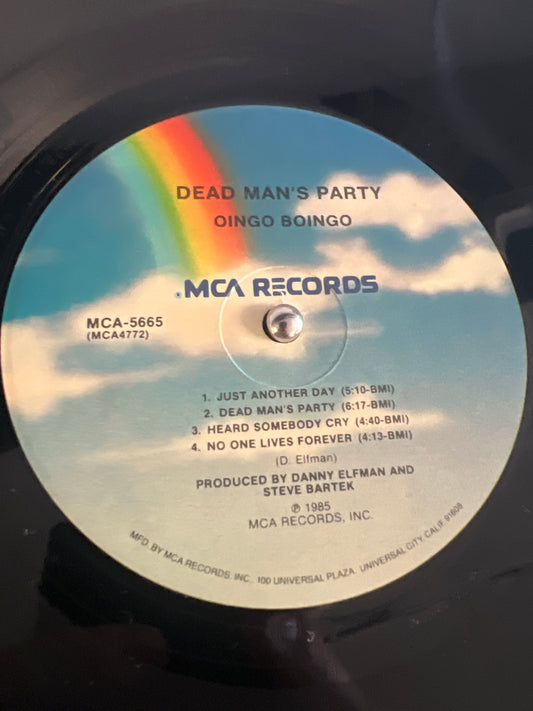 DEAD MAN'S PARTY
OINGO BOINGO
MCA RECORDS
MCA-5665
(MCA4772)
1. JUST ANOTHER DAY (5:10-BMI)
2. DEAD MAN'S PARTY (6:17-BMI)
3. HEARD SOMEBODY CRY (4:40-BMI)
4. NO ONE LIVES FOREVER (4:13-BMI)
(D. Elfman)
PRODUCED BY DANNY ELFMAN AND
STEVE BARTEK
℗ 1985
MCA RECORDS, INC.
MFD. BY MCA RECORDS, INC., 100 UNIVERSAL PLAZA, UNIVERSAL CITY, CALIF. 91608